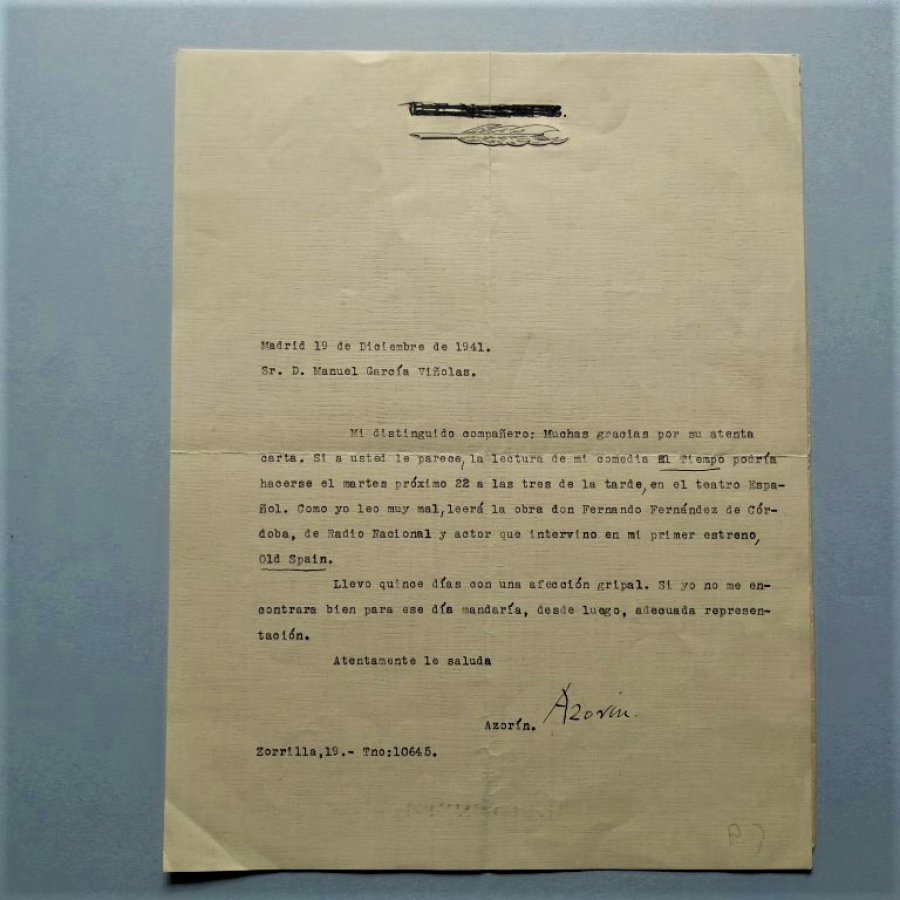 Madrid 19 de Diciembre de 1941.
Sr. D. Manuel García Viñolas.
Mi distinguido compañero: Muchas gracias por su atenta
carta. Si a usted le parece, la lectura de mi comedia El Tiempo podría
hacerse el martes próximo 22 a las tres de la tarde, en el teatro Espa-
ñol. Como yo leo muy mal, leerá la obra don Fernando Fernández de Cór-
doba, de Radio Nacional y actor que intervino en mi primer estreno,
Old Spain.
Llevo quince días con una afección gripal. Si yo no me en-
contrara bien para ese día mandaría, desde luego, adecuada represen-
tación.
Atentamente le saluda
Azorín. Azorín.
Zorrilla,19.- Tno:10645.